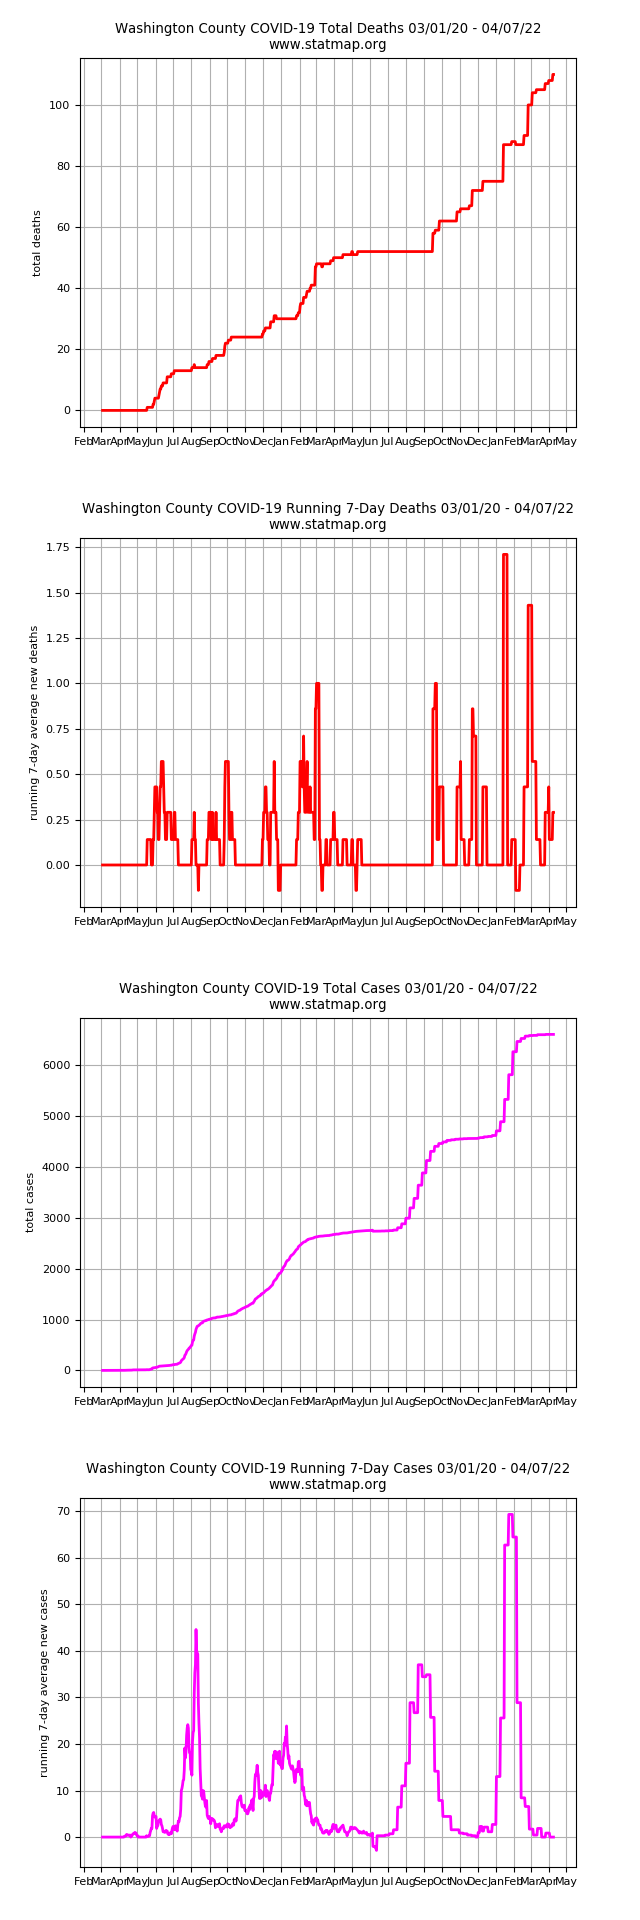 Washington County COVID-19 Total Deaths 03/01/20 - 04/07/22
www.statmap.org
100
80
60
40
20
0
total deaths
Feb Mar Apr May Jun Jul Aug Sep Oct Nov Dec Jan Feb Mar Apr May Jun Jul Aug Sep Oct Nov Dec Jan Feb Mar Apr May
Washington County COVID-19 Running 7-Day Deaths 03/01/20 - 04/07/22
www.statmap.org
1.75
1.50
1.25
1.00
0.75
0.50
0.25
0.00
running 7-day average new deaths
Feb Mar Apr May Jun Jul Aug Sep Oct Nov Dec Jan Feb Mar Apr May Jun Jul Aug Sep Oct Nov Dec Jan Feb Mar Apr May
Washington County COVID-19 Total Cases 03/01/20 - 04/07/22
www.statmap.org
6000
5000
4000
3000
2000
1000
0
total cases
Feb Mar Apr May Jun Jul Aug Sep Oct Nov Dec Jan Feb Mar Apr May Jun Jul Aug Sep Oct Nov Dec Jan Feb Mar Apr May
Washington County COVID-19 Running 7-Day Cases 03/01/20 - 04/07/22
www.statmap.org
70
60
50
40
30
20
10
0
running 7-day average new cases
Feb Mar Apr May Jun Jul Aug Sep Oct Nov Dec Jan Feb Mar Apr May Jun Jul Aug Sep Oct Nov Dec Jan Feb Mar Apr May